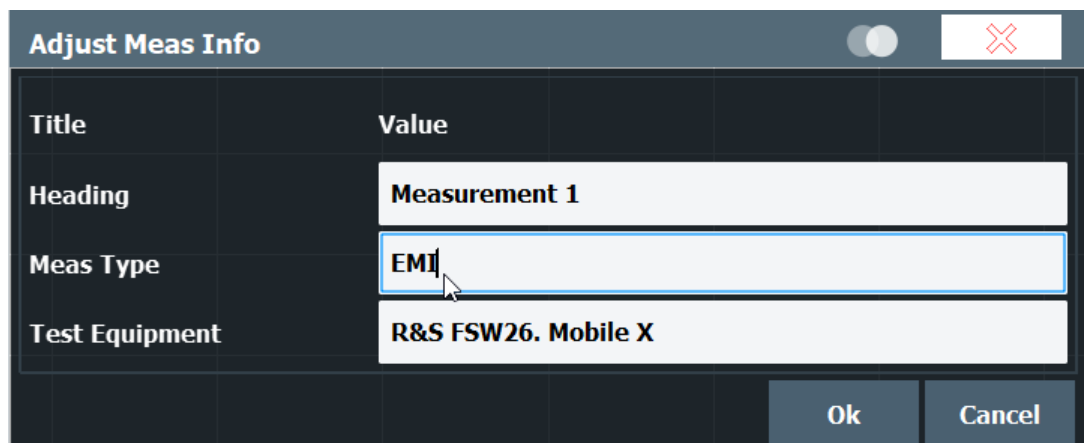 Adjust Meas Info
Title Value
Heading Measurement 1
Meas Type EMI
Test Equipment R&S FSW26. Mobile X
Ok Cancel